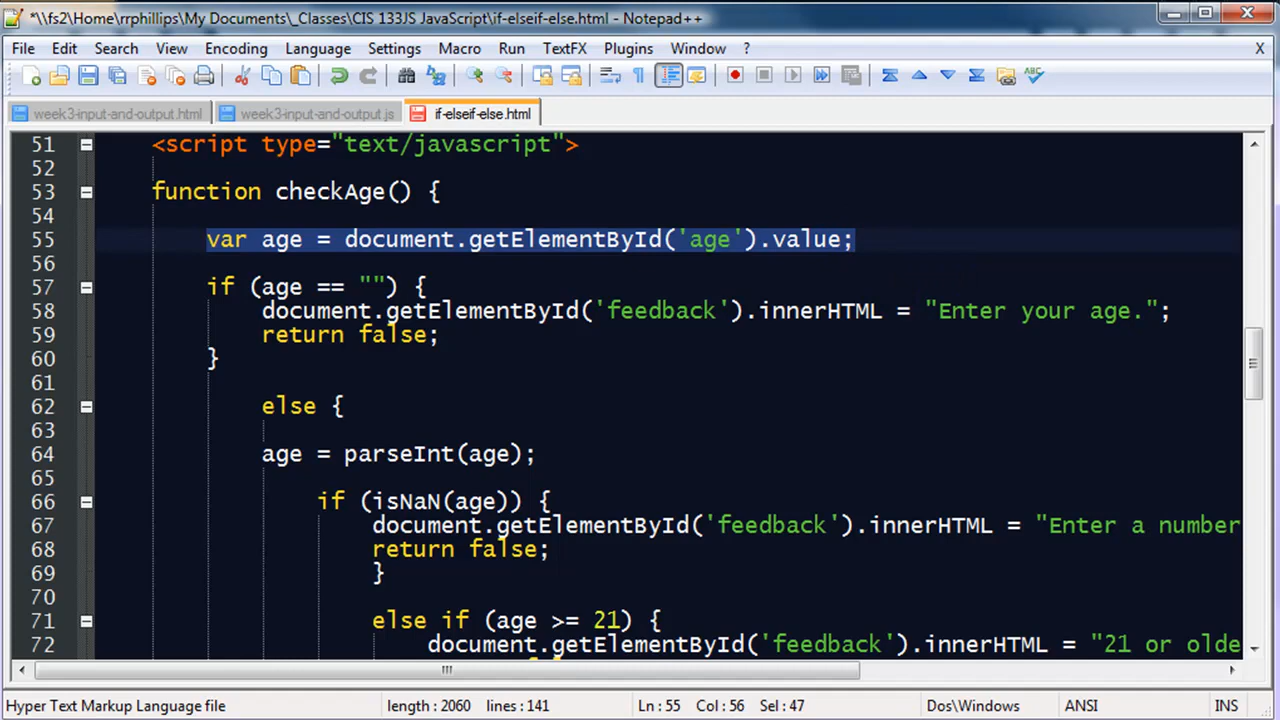 *\\fs2\Home\rrphillips\My Documents\_Classes\CIS 133JS JavaScript\if-elseif-else.html - Notepad++
File Edit Search View Encoding Language Settings Macro Run TextFX Plugins Window ? X
week3-input-and-output.html week3-input-and-output.js if-elseif-else.html
51 <script type="text/javascript">
52
53 function checkAge() {
54
55 var age = document.getElementById('age').value;
56
57 if (age == "") {
58 document.getElementById('feedback').innerHTML = "Enter your age.";
59 return false;
60 }
61
62 else {
63
64 age = parseInt(age);
65
66 if (isNaN(age)) {
67 document.getElementById('feedback').innerHTML = "Enter a number
68 return false;
69 }
70
71 else if (age >= 21) {
72 document.getElementById('feedback').innerHTML = "21 or olde
Hyper Text Markup Language file length : 2060 lines : 141 Ln : 55 Col : 56 Sel : 47 Dos\Windows ANSI INS